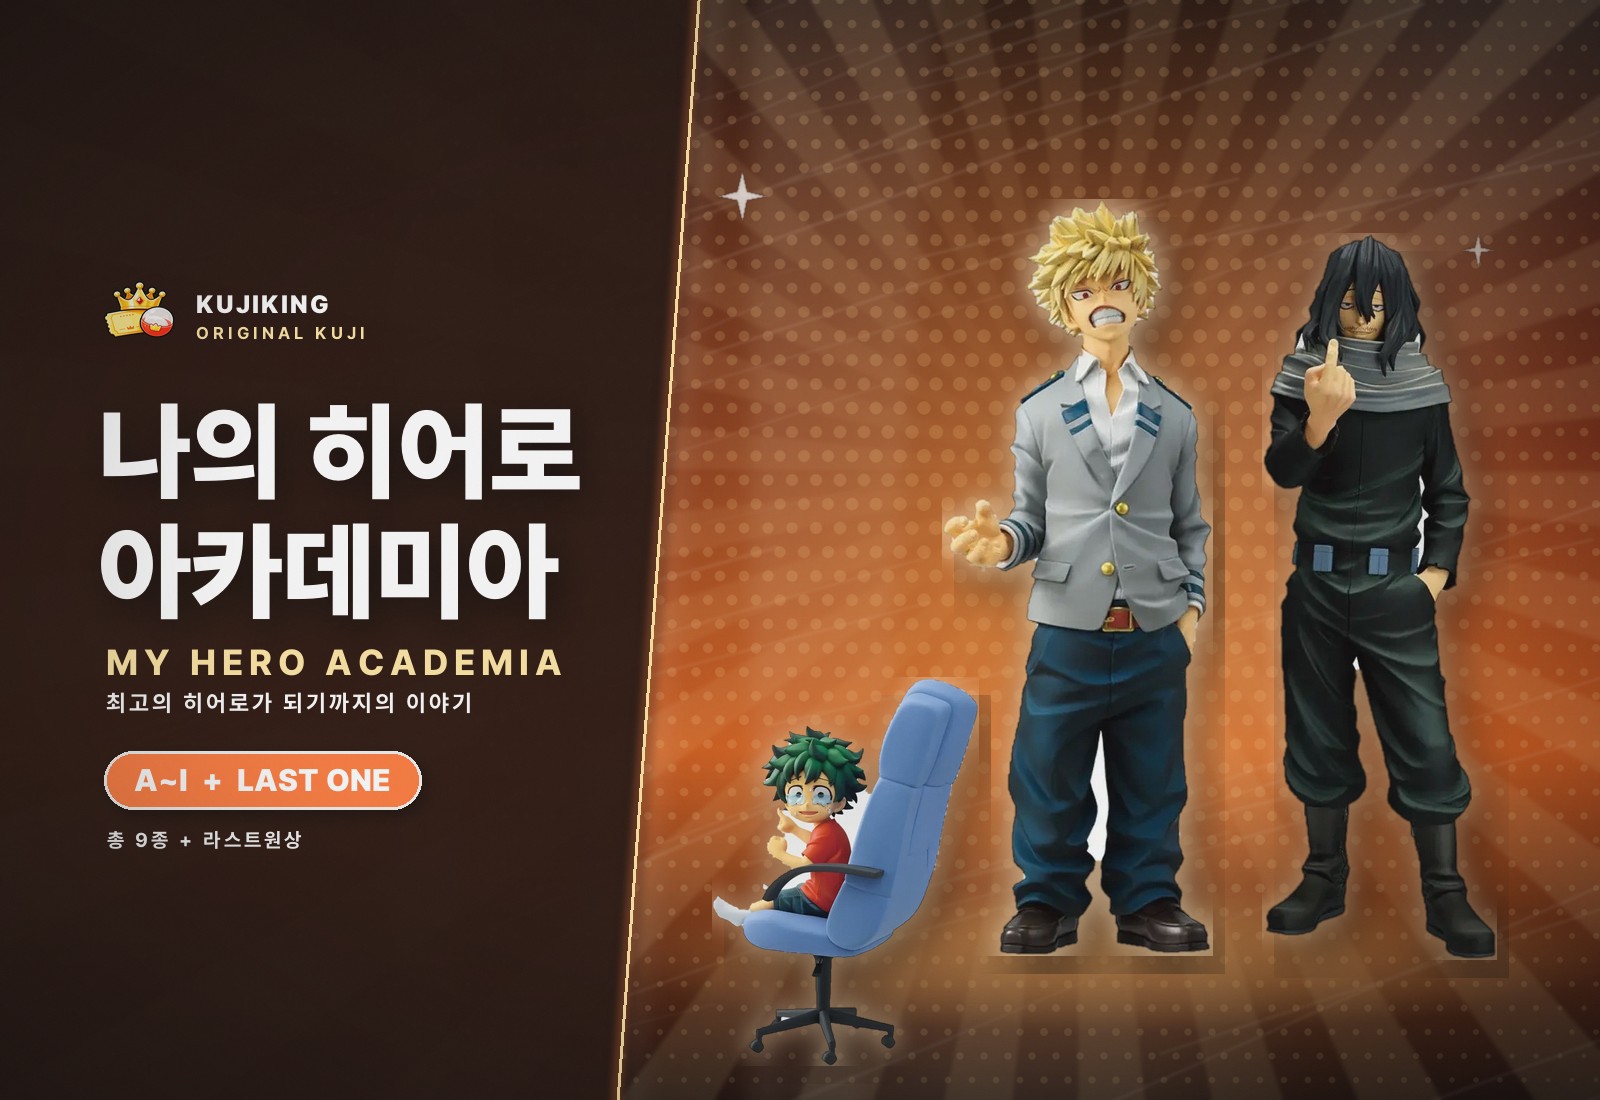 KUJIKING
ORIGINAL KUJI
나의 히어로
아카데미아
MY HERO ACADEMIA
최고의 히어로가 되기까지의 이야기
A~I + LAST ONE
총 9종 + 라스트원상